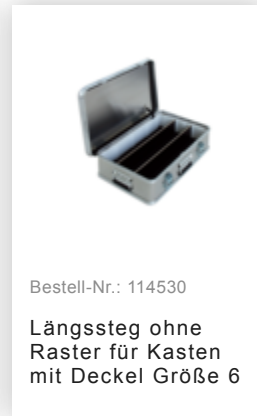 Bestell-Nr.: 114530
Längssteg ohne
Raster für Kasten
mit Deckel Größe 6